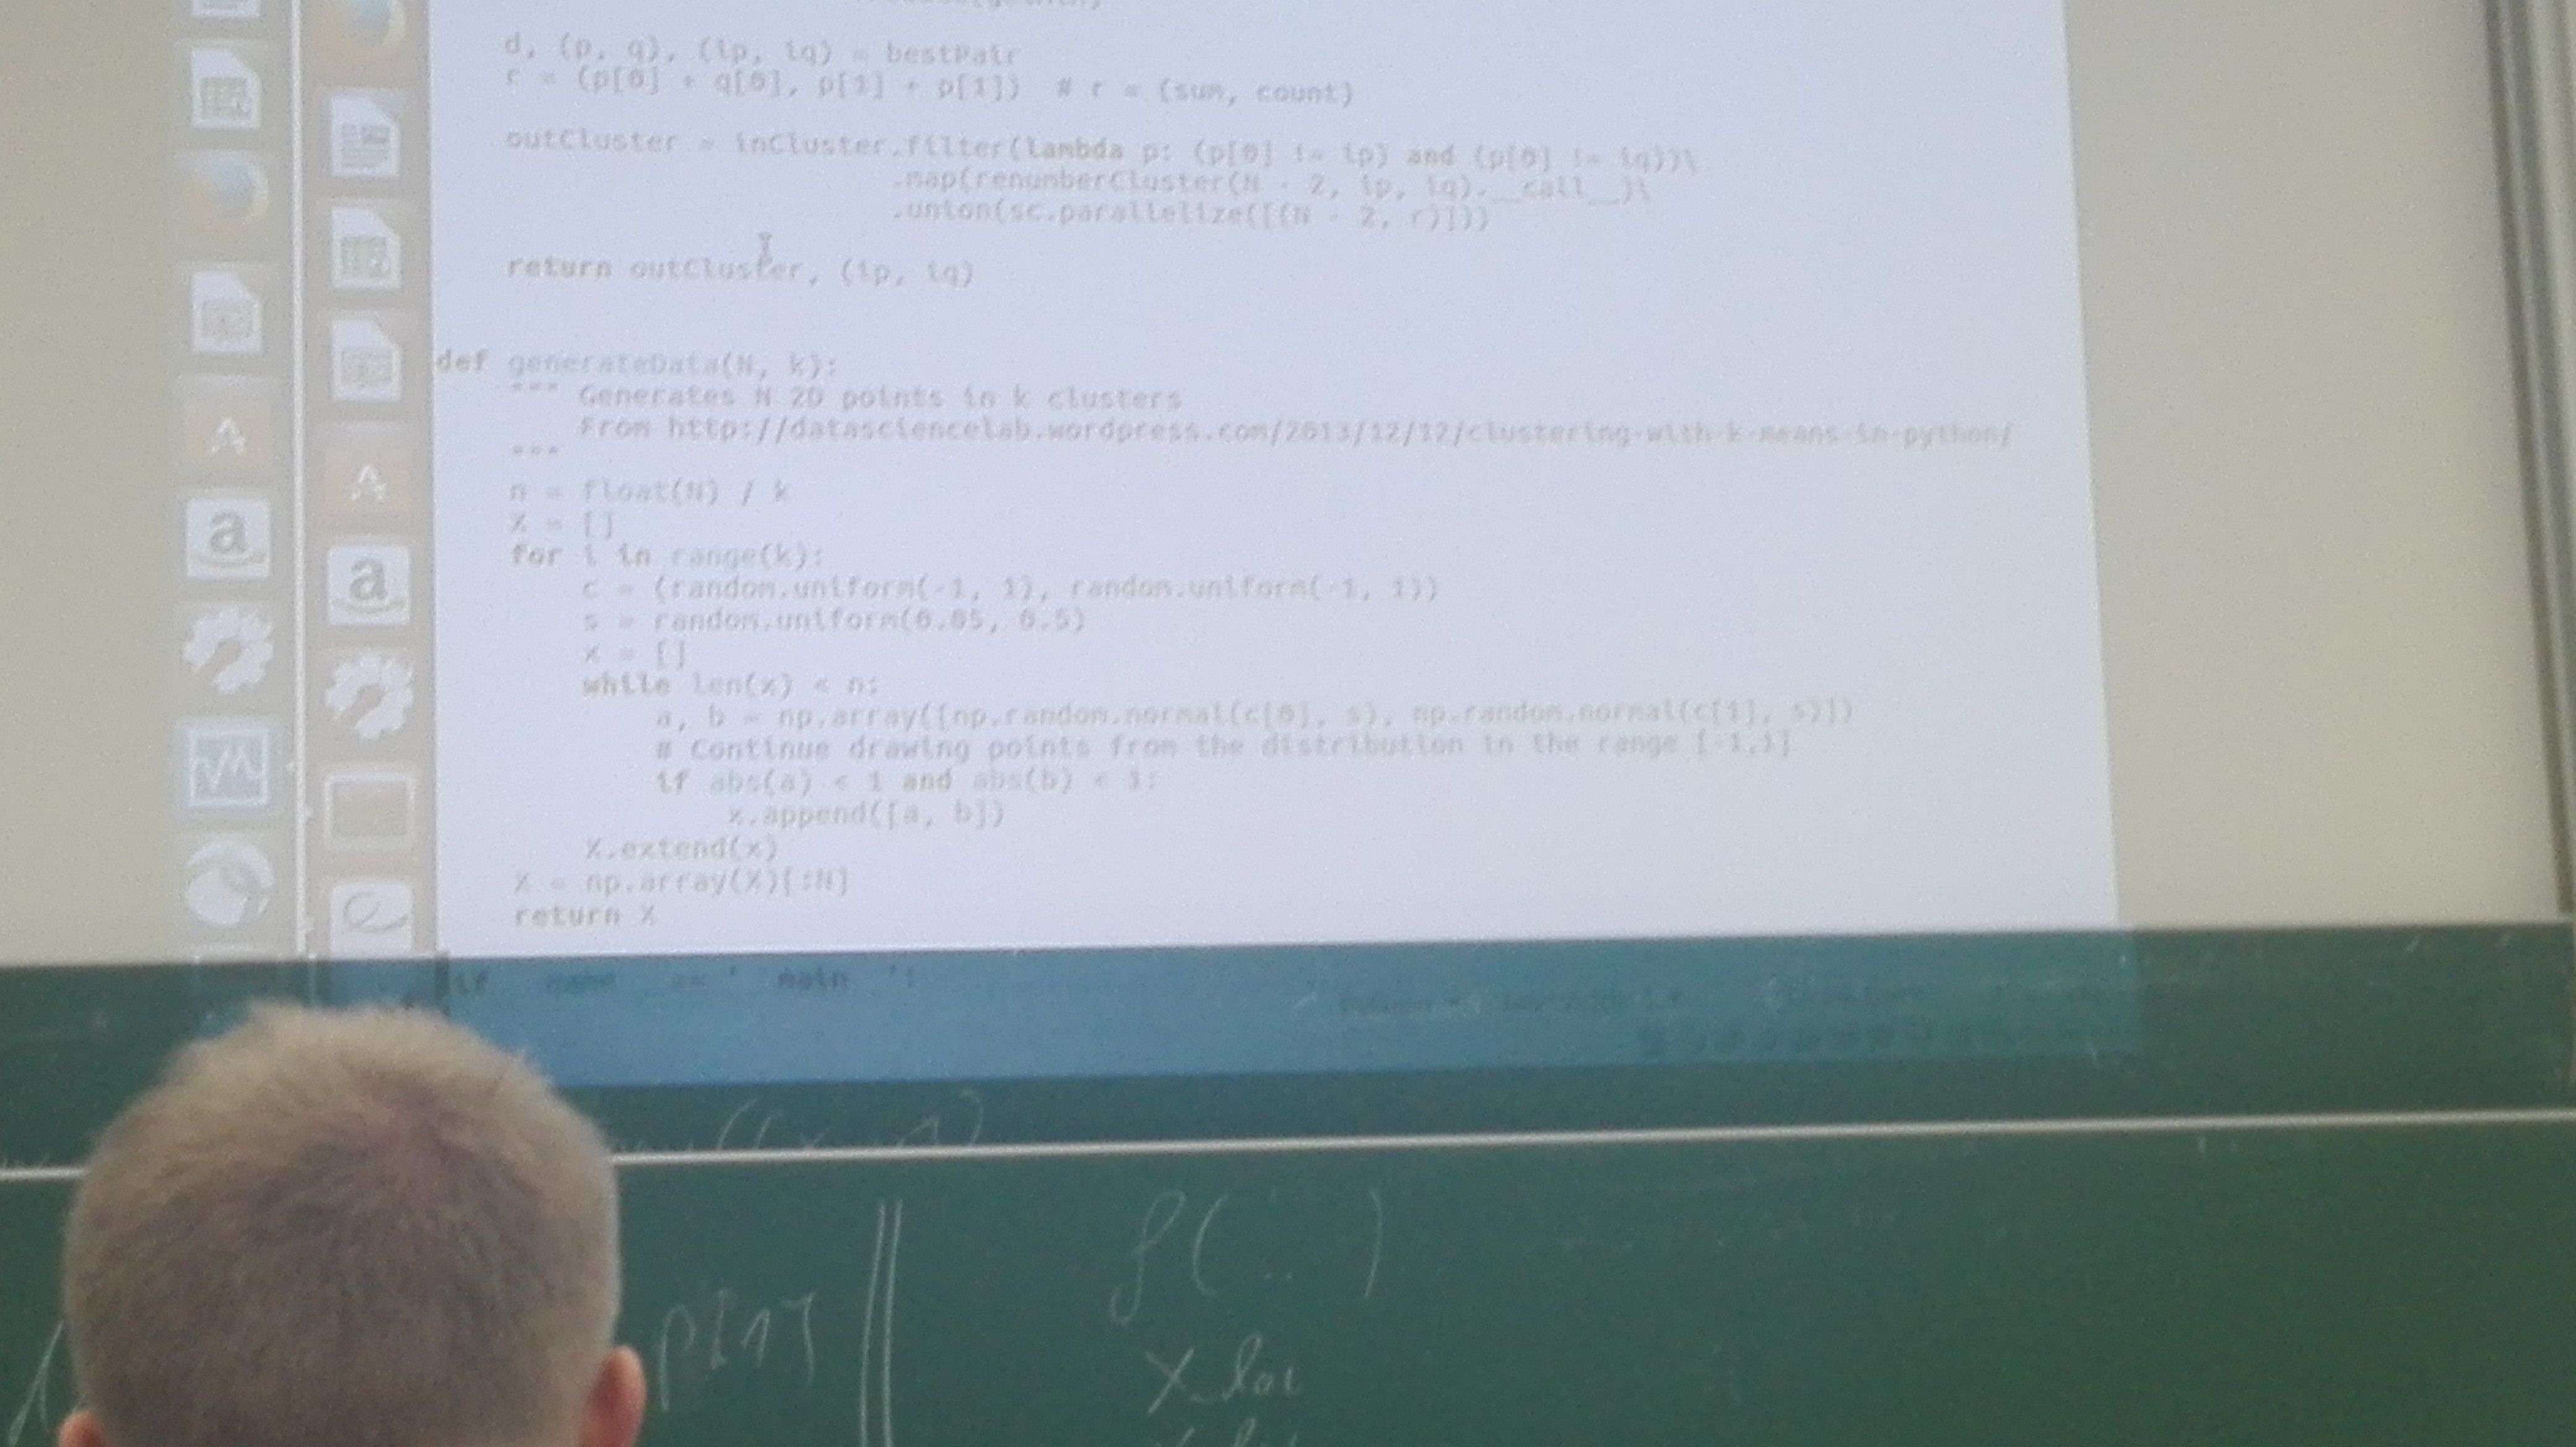 d, (p, q), (ip, iq) = bestPair
r = (p[0] + q[0], p[1] + p[1])  # r = (sum, count)
outCluster = inCluster.filter(lambda p: (p[0] != ip) and (p[0] != iq))\
.map(renumberCluster(N - 2, ip, iq).__call__)\
.union(sc.parallelize([(N - 2, r)]))
return outCluster, (ip, iq)
def generateData(N, k):
""" Generates N 2D points in k clusters
From http://datasciencelab.wordpress.com/2013/12/12/clustering-with-k-means-in-python/
"""
n = float(N) / k
X = []
for i in range(k):
c = (random.uniform(-1, 1), random.uniform(-1, 1))
s = random.uniform(0.05, 0.5)
x = []
while len(x) < n:
a, b = np.array([np.random.normal(c[0], s), np.random.normal(c[1], s)])
# Continue drawing points from the distribution in the range [-1,1]
if abs(a) < 1 and abs(b) < 1:
x.append([a, b])
X.extend(x)
X = np.array(X)[:N]
return X
if __name__ == '__main__':
p[1]
f(...)